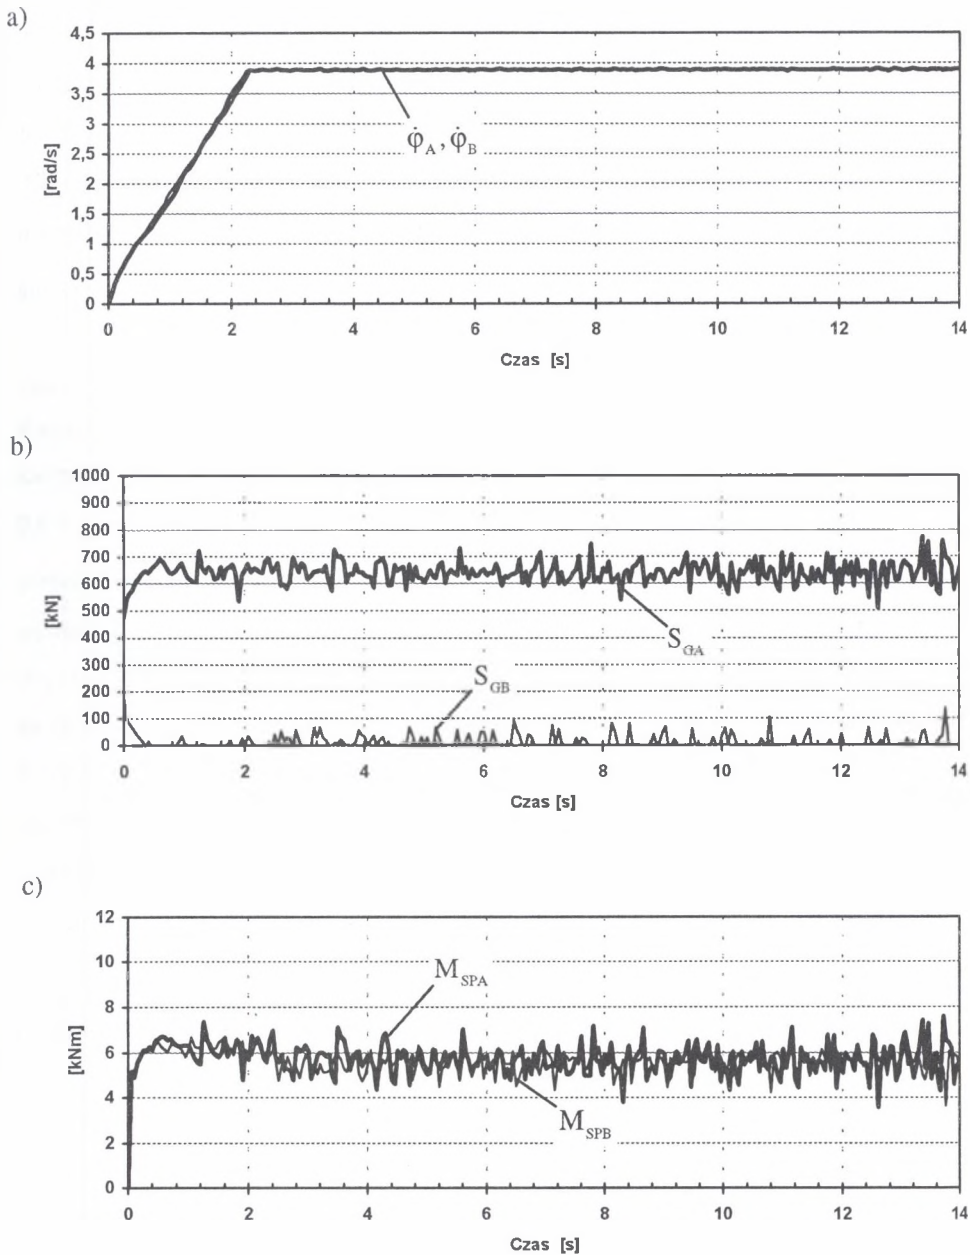 a)
4,5
4
3,5
3
2,5
2
1,5
1
0,5
0
[rad/s]
φ̇A, φ̇B
0 2 4 6 8 10 12 14
Czas [s]
b)
1000
900
800
700
600
500
400
300
200
100
0
[kN]
SGA
SGB
0 2 4 6 8 10 12 14
Czas [s]
c)
12
10
8
6
4
2
0
[kNm]
MSPA
MSPB
0 2 4 6 8 10 12 14
Czas [s]